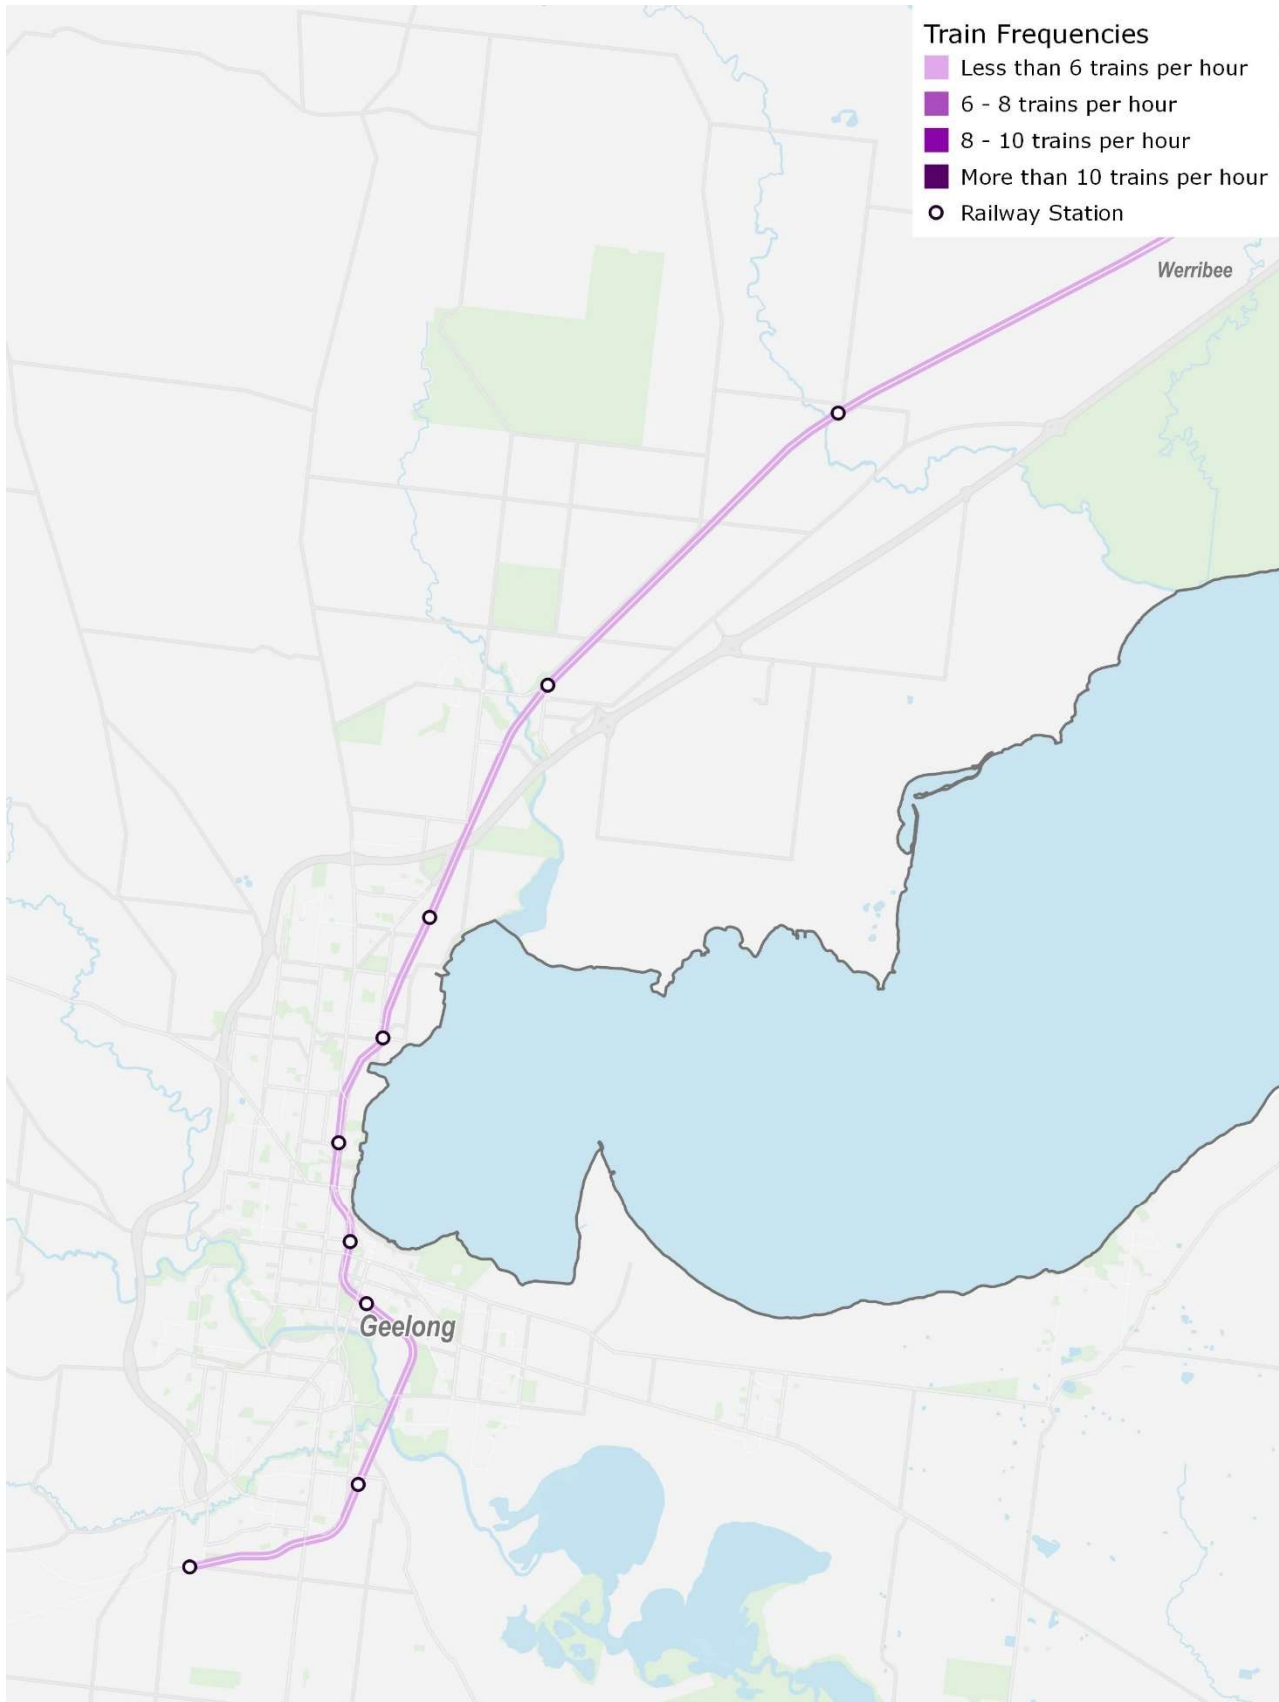 Train Frequencies
Less than 6 trains per hour
6 - 8 trains per hour
8 - 10 trains per hour
More than 10 trains per hour
Railway Station
Werribee
Geelong